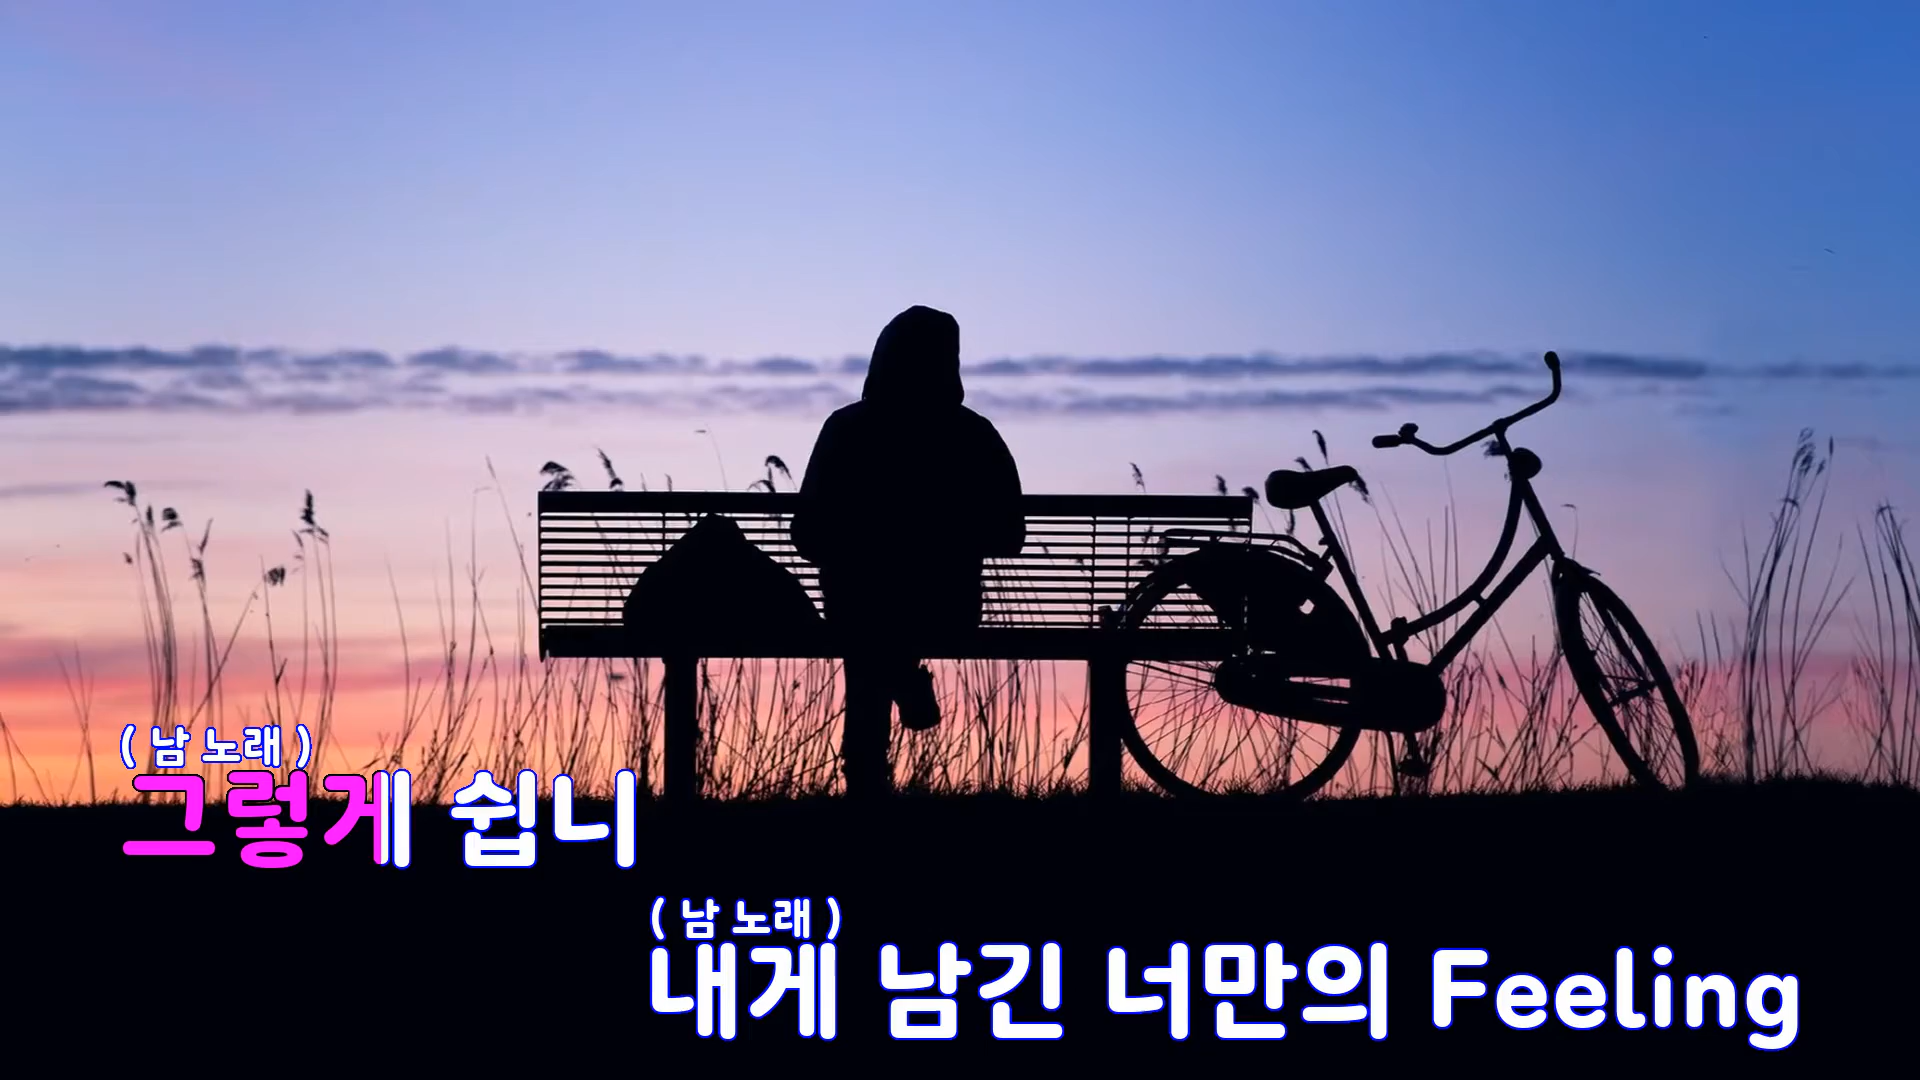 ( 남 노래 )
그렇게 쉽니
( 남 노래 )
내게 남긴 너만의 Feeling